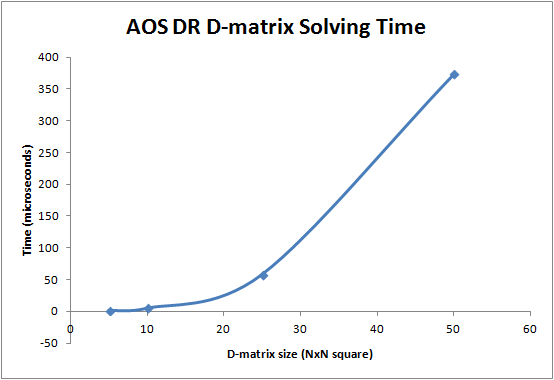 AOS DR D-matrix Solving Time
400
350
300
250
200
150
100
50
0
-50
Time (microseconds)
0 10 20 30 40 50 60
D-matrix size (NxN square)